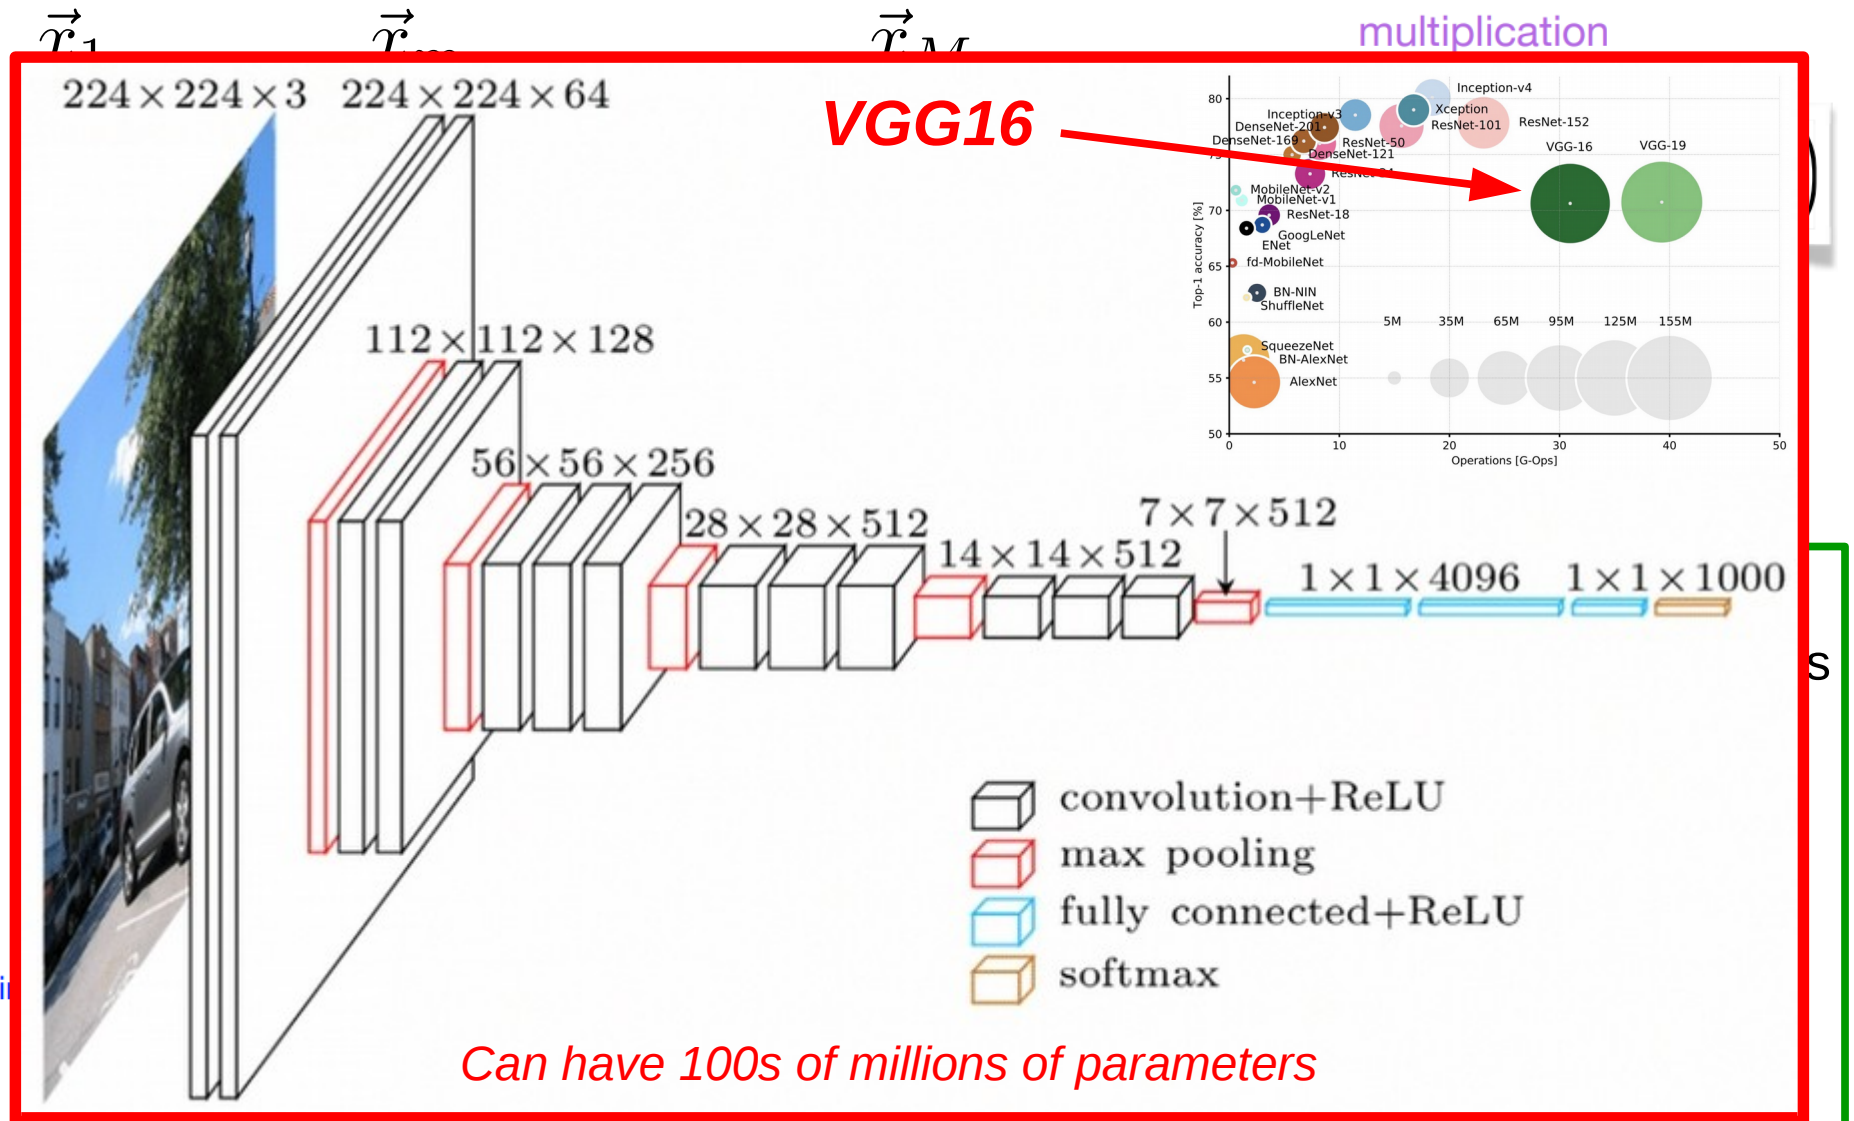 x⃗₁ x⃗ₘ x⃗_M multiplication
224×224×3 224×224×64
VGG16
112×112×128
56×56×256
28×28×512
14×14×512
7×7×512
1×1×4096 1×1×1000
convolution+ReLU
max pooling
fully connected+ReLU
softmax
Can have 100s of millions of parameters
Top-1 accuracy [%]
80
75
70
65
60
55
50
Inception-v4
Inception-v3
Xception
DenseNet-201
ResNet-101
ResNet-152
DenseNet-169
ResNet-50
DenseNet-121
ResNet-34
VGG-16
VGG-19
MobileNet-v2
MobileNet-v1
ResNet-18
GoogLeNet
ENet
fd-MobileNet
BN-NIN
ShuffleNet
5M 35M 65M 95M 125M 155M
SqueezeNet
BN-AlexNet
AlexNet
0 10 20 30 40 50
Operations [G-Ops]
s